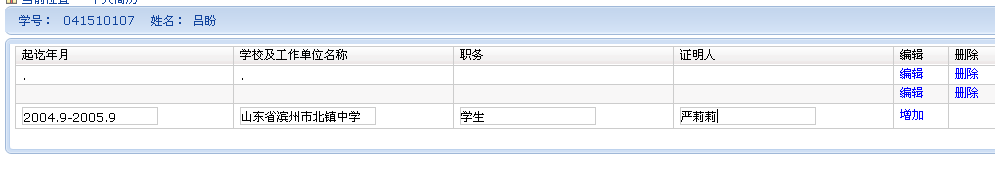 学号： 041510107 姓名： 吕盼
起讫年月 学校及工作单位名称 职务 证明人 编辑 删除
. . 编辑 删除
编辑 删除
2004.9-2005.9 山东省滨州市北镇中学 学生 严莉莉 增加